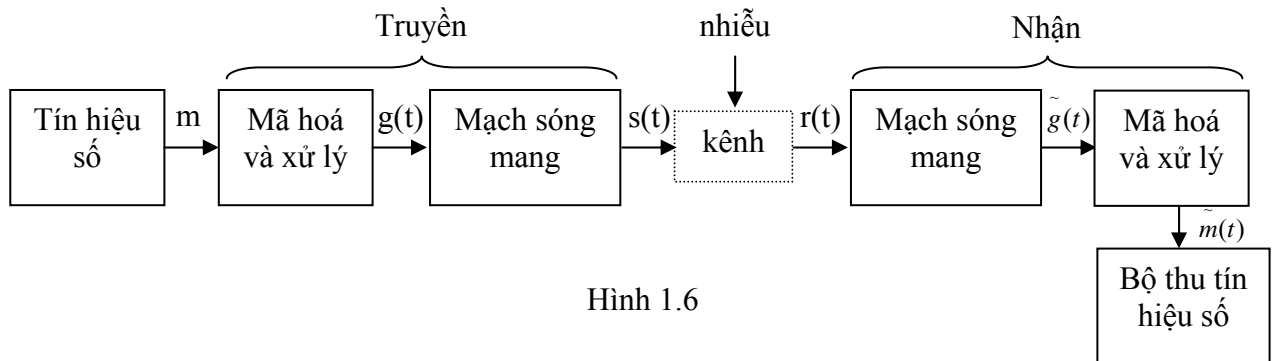 Truyền
nhiễu
Nhận
Tín hiệu
số
m
Mã hoá
và xử lý
g(t)
Mạch sóng
mang
s(t)
kênh
r(t)
Mạch sóng
mang
g̃(t)
Mã hoá
và xử lý
m̃(t)
Bộ thu tín
hiệu số
Hình 1.6